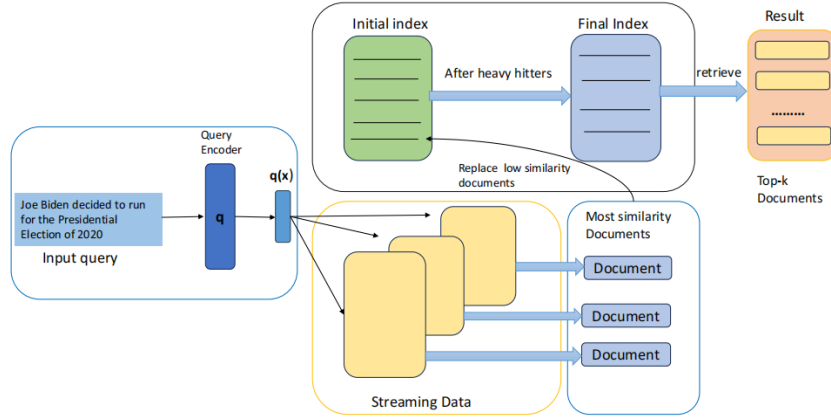 Initial index
Final Index
Result
After heavy hitters
retrieve
.........
Top-k
Documents
Replace low similarity
documents
Query
Encoder
q(x)
Joe Biden decided to run
for the Presidential
Election of 2020
q
Input query
Most similarity
Documents
Document
Document
Document
Streaming Data